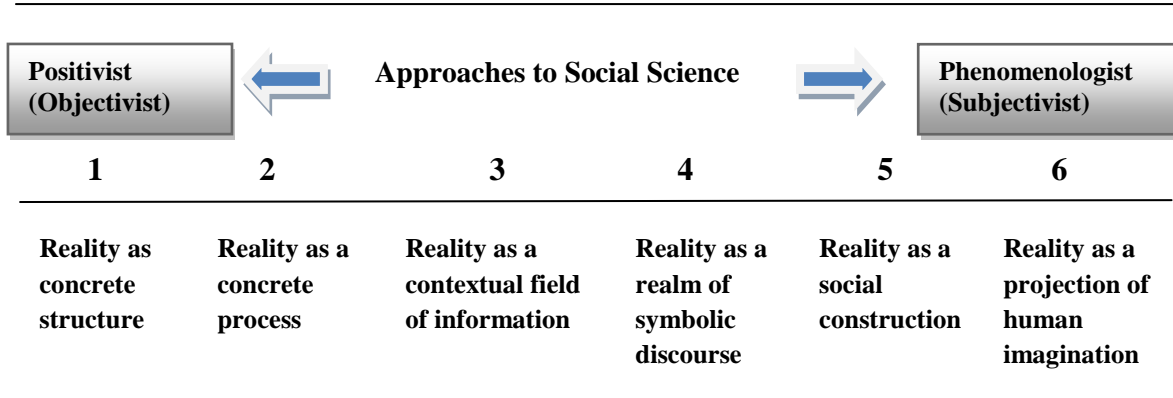 Positivist
(Objectivist)
Approaches to Social Science
Phenomenologist
(Subjectivist)
1 2 3 4 5 6
Reality as
concrete
structure
Reality as a
concrete
process
Reality as a
contextual field
of information
Reality as a
realm of
symbolic
discourse
Reality as a
social
construction
Reality as a
projection of
human
imagination